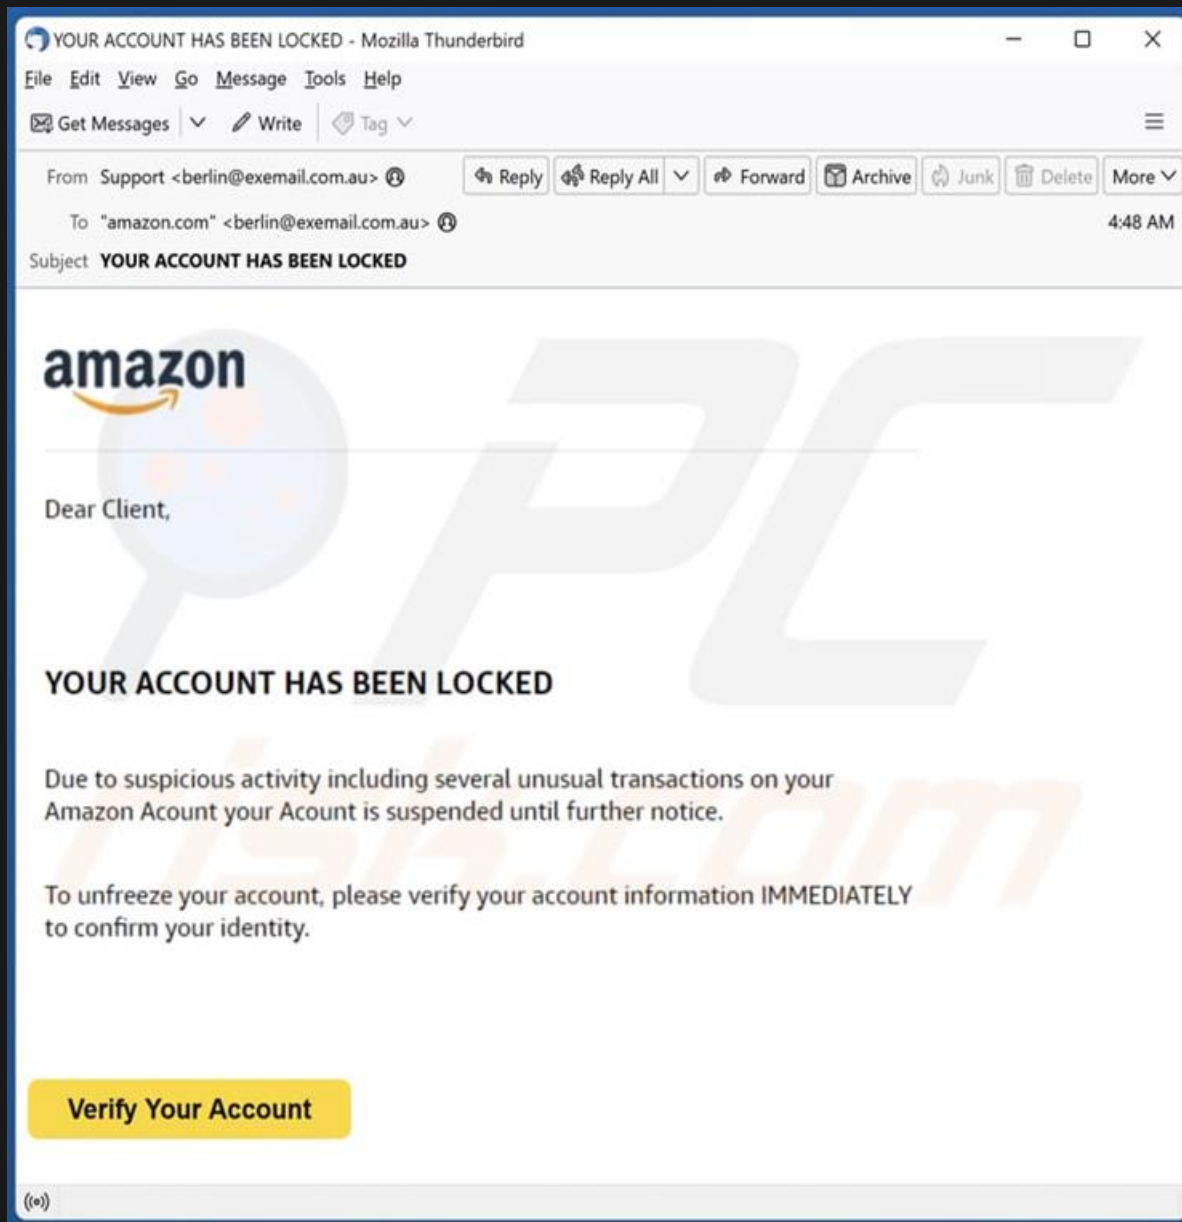 YOUR ACCOUNT HAS BEEN LOCKED - Mozilla Thunderbird
File Edit View Go Message Tools Help
Get Messages Write Tag
From Support <berlin@exemail.com.au> Reply Reply All Forward Archive Junk Delete More
To "amazon.com" <berlin@exemail.com.au> 4:48 AM
Subject YOUR ACCOUNT HAS BEEN LOCKED
amazon
PC
Dear Client,
YOUR ACCOUNT HAS BEEN LOCKED
risk.com
Due to suspicious activity including several unusual transactions on your
Amazon Acount your Acount is suspended until further notice.
To unfreeze your account, please verify your account information IMMEDIATELY
to confirm your identity.
Verify Your Account